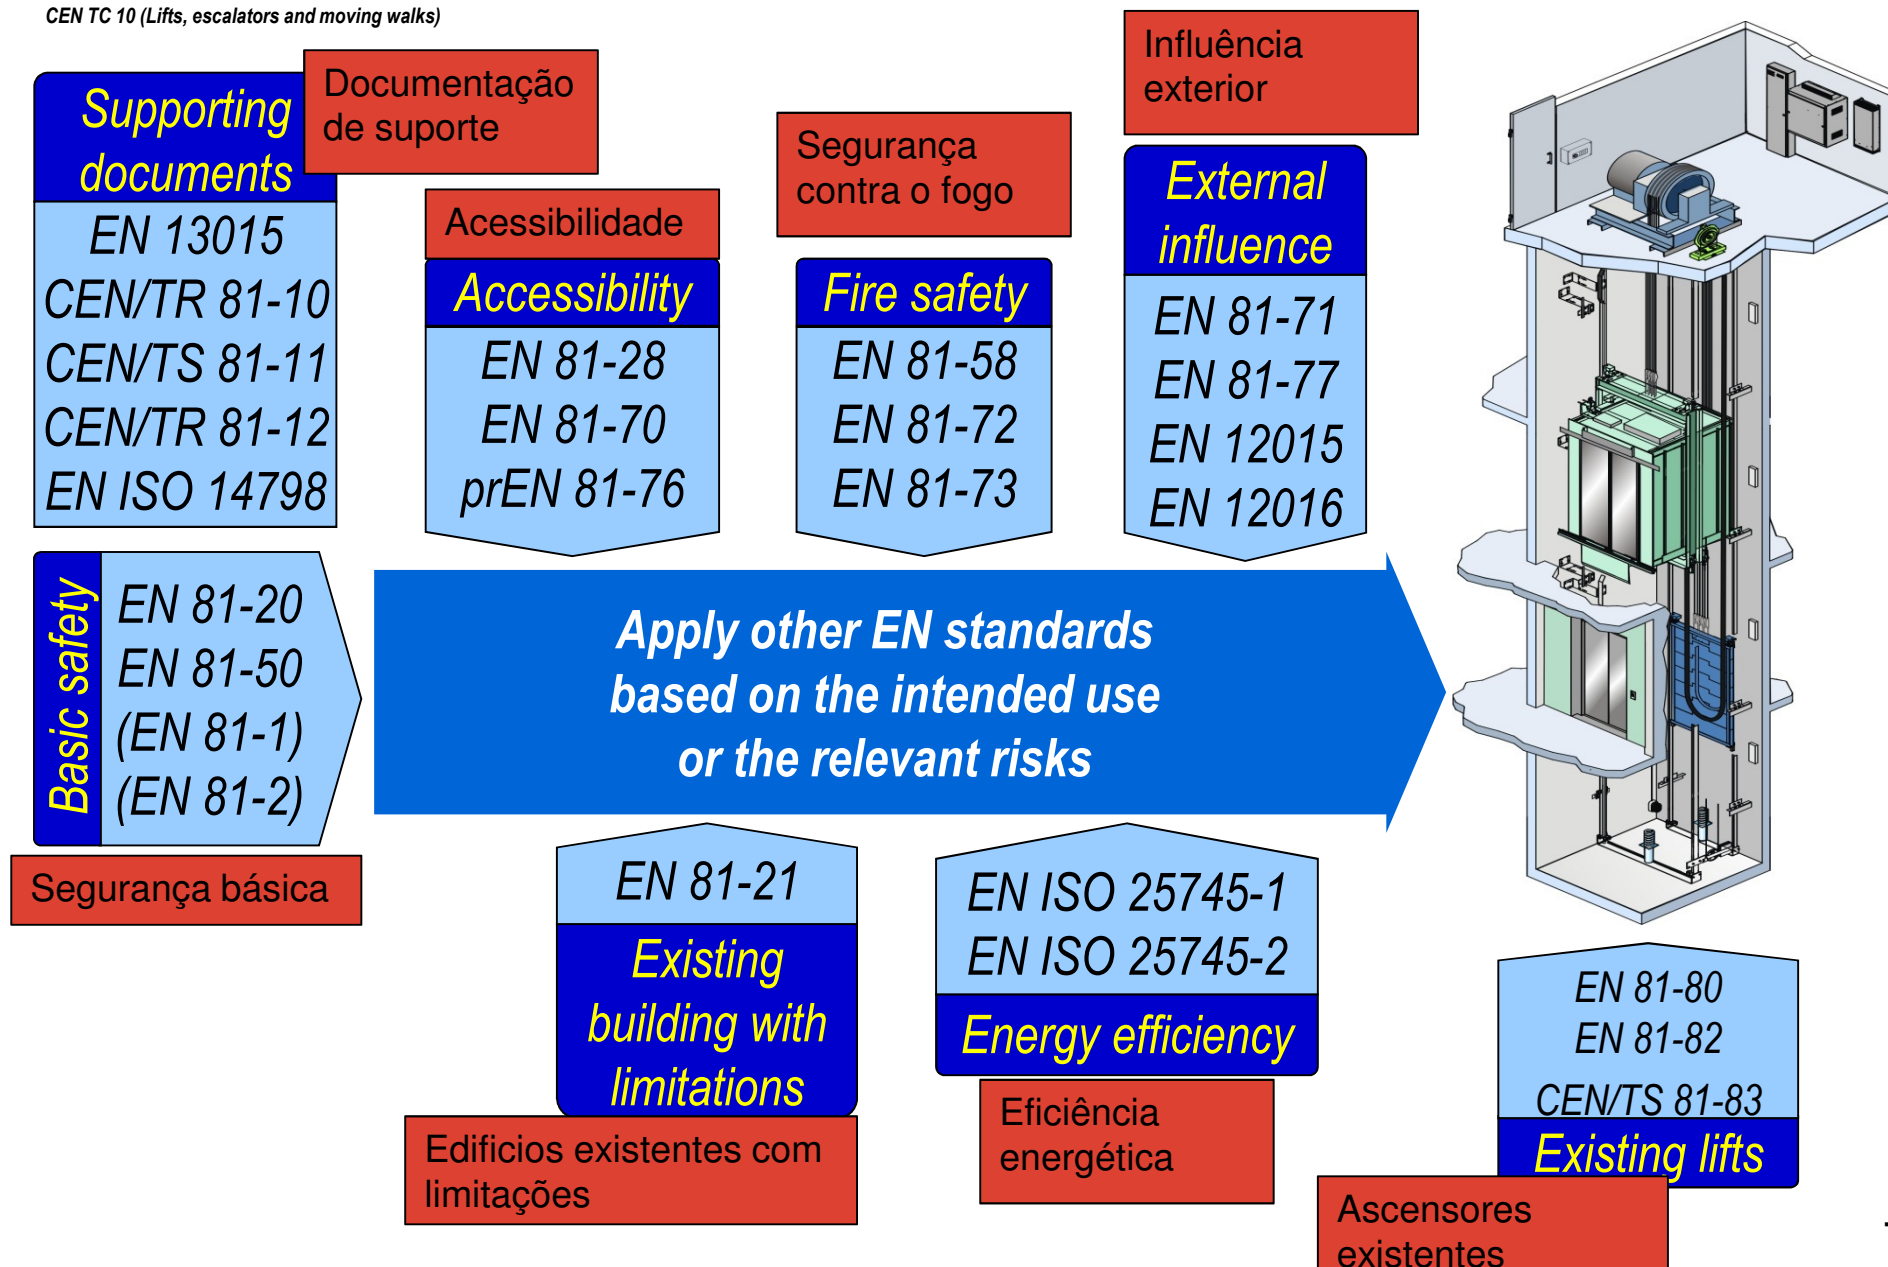 CEN TC 10 (Lifts, escalators and moving walks)
Supporting
documents
Documentação
de suporte
EN 13015
CEN/TR 81-10
CEN/TS 81-11
CEN/TR 81-12
EN ISO 14798
Acessibilidade
Accessibility
EN 81-28
EN 81-70
prEN 81-76
Segurança
contra o fogo
Fire safety
EN 81-58
EN 81-72
EN 81-73
Influência
exterior
External
influence
EN 81-71
EN 81-77
EN 12015
EN 12016
Basic safety
EN 81-20
EN 81-50
(EN 81-1)
(EN 81-2)
Segurança básica
Apply other EN standards
based on the intended use
or the relevant risks
EN 81-21
Existing
building with
limitations
Edificios existentes com
limitações
EN ISO 25745-1
EN ISO 25745-2
Energy efficiency
Eficiência
energética
EN 81-80
EN 81-82
CEN/TS 81-83
Existing lifts
Ascensores
existentes